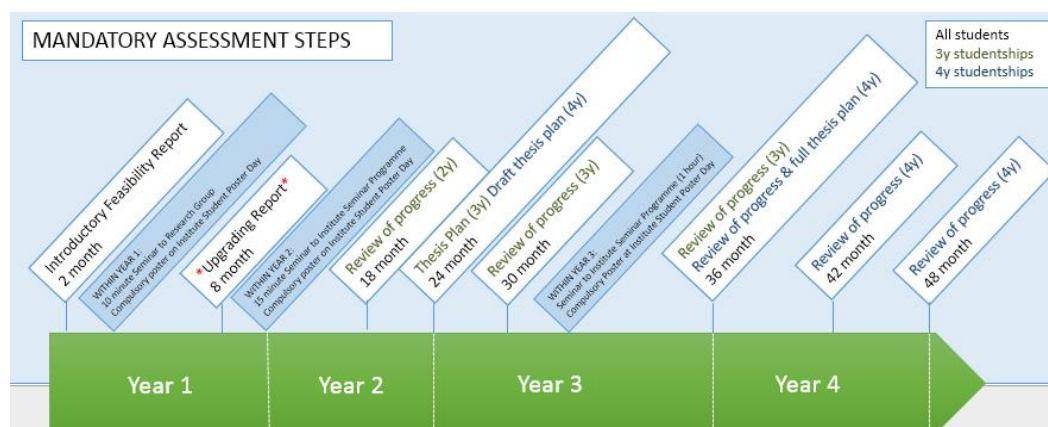 MANDATORY ASSESSMENT STEPS
All students
3y studentships
4y studentships
Introductory Feasibility Report
2 month
WITHIN YEAR 1:
10 minute Seminar to Research Group
Compulsory poster on Institute Student Poster Day
*Upgrading Report*
8 month
WITHIN YEAR 2:
15 minute Seminar to Institute Seminar Programme
Compulsory poster on Institute Student Poster Day
Review of progress (2y)
18 month
Thesis Plan (3y) Draft thesis plan (4y)
24 month
Review of progress (3y)
30 month
WITHIN YEAR 3:
Seminar to Institute Seminar Programme (1 hour)
Compulsory Poster at Institute Student Poster Day
Review of progress (3y)
Review of progress & full thesis plan (4y)
36 month
Review of progress (4y)
42 month
Review of progress (4y)
48 month
Year 1
Year 2
Year 3
Year 4